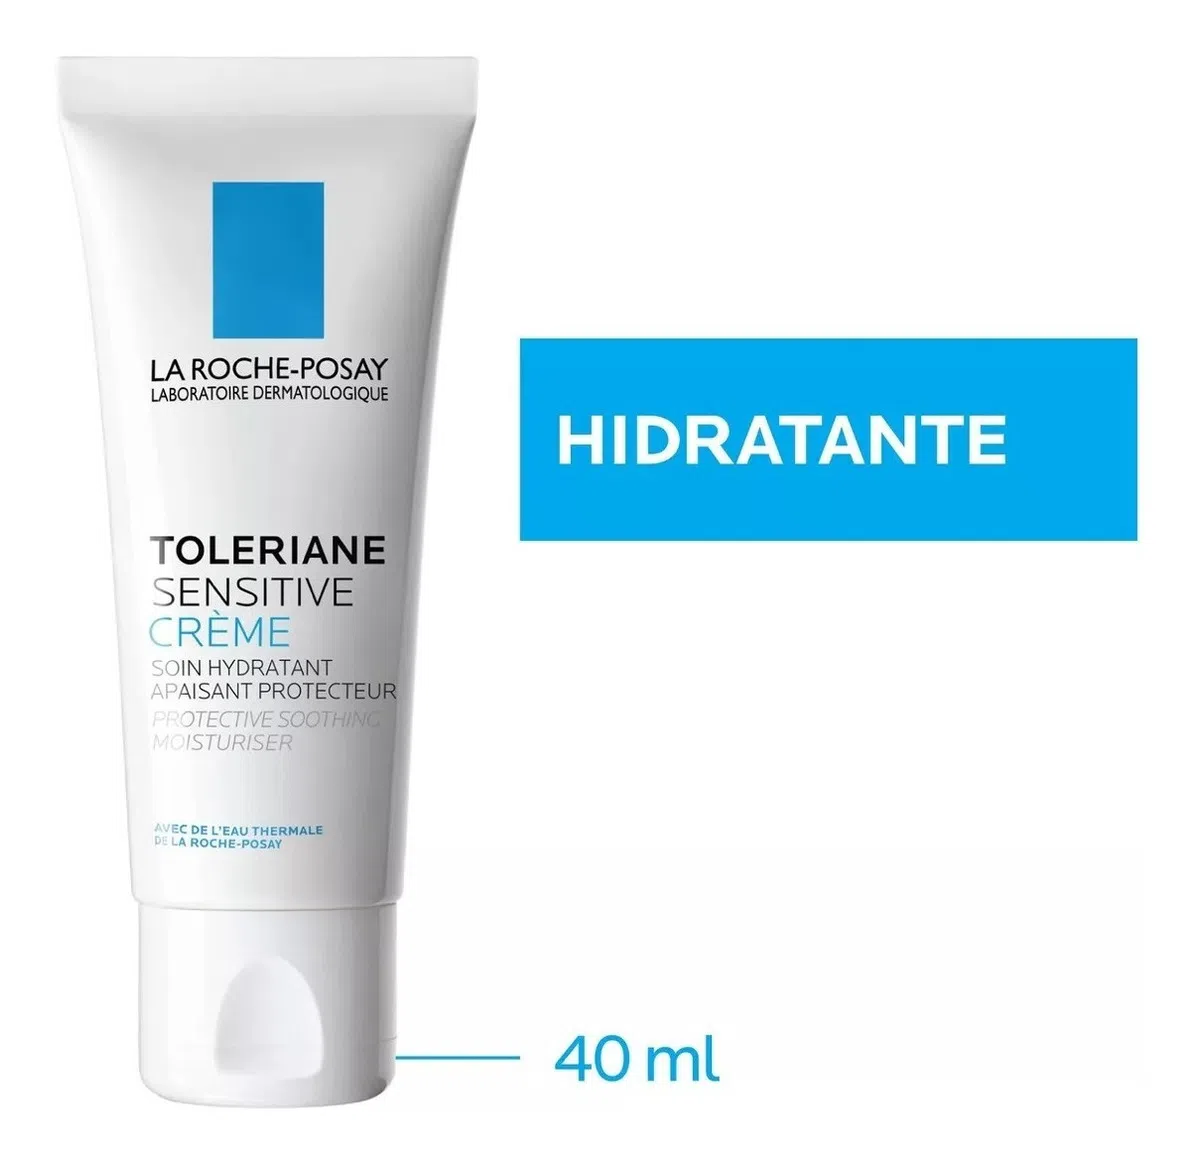 LA ROCHE-POSAY
LABORATOIRE DERMATOLOGIQUE
TOLERIANE
SENSITIVE
CRÈME
SOIN HYDRATANT
APAISANT PROTECTEUR
PROTECTIVE SOOTHING
MOISTURISER
AVEC DE L'EAU THERMALE
DE LA ROCHE-POSAY
HIDRATANTE
40 ml